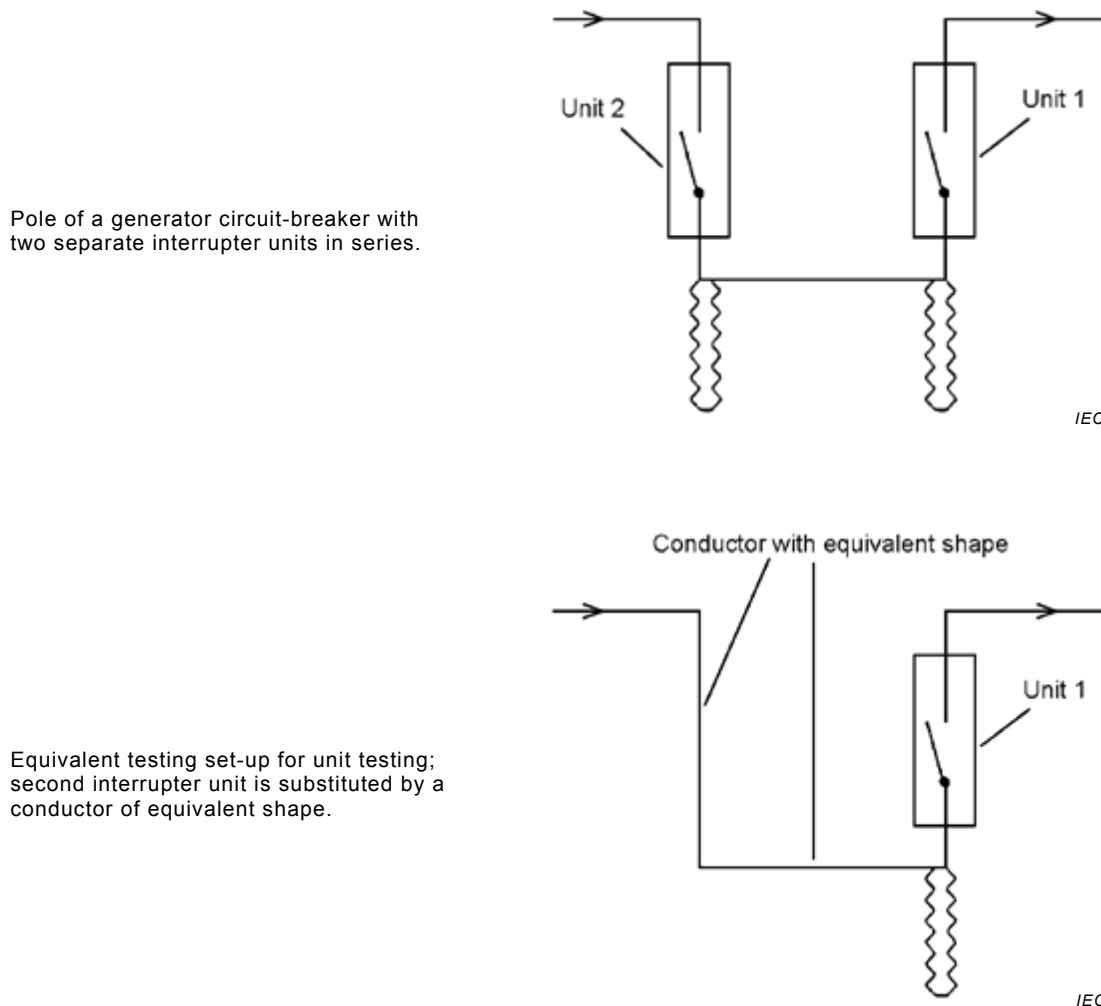 Unit 2
Unit 1
Pole of a generator circuit-breaker with
two separate interrupter units in series.
IEC
Conductor with equivalent shape
Unit 1
Equivalent testing set-up for unit testing;
second interrupter unit is substituted by a
conductor of equivalent shape.
IEC